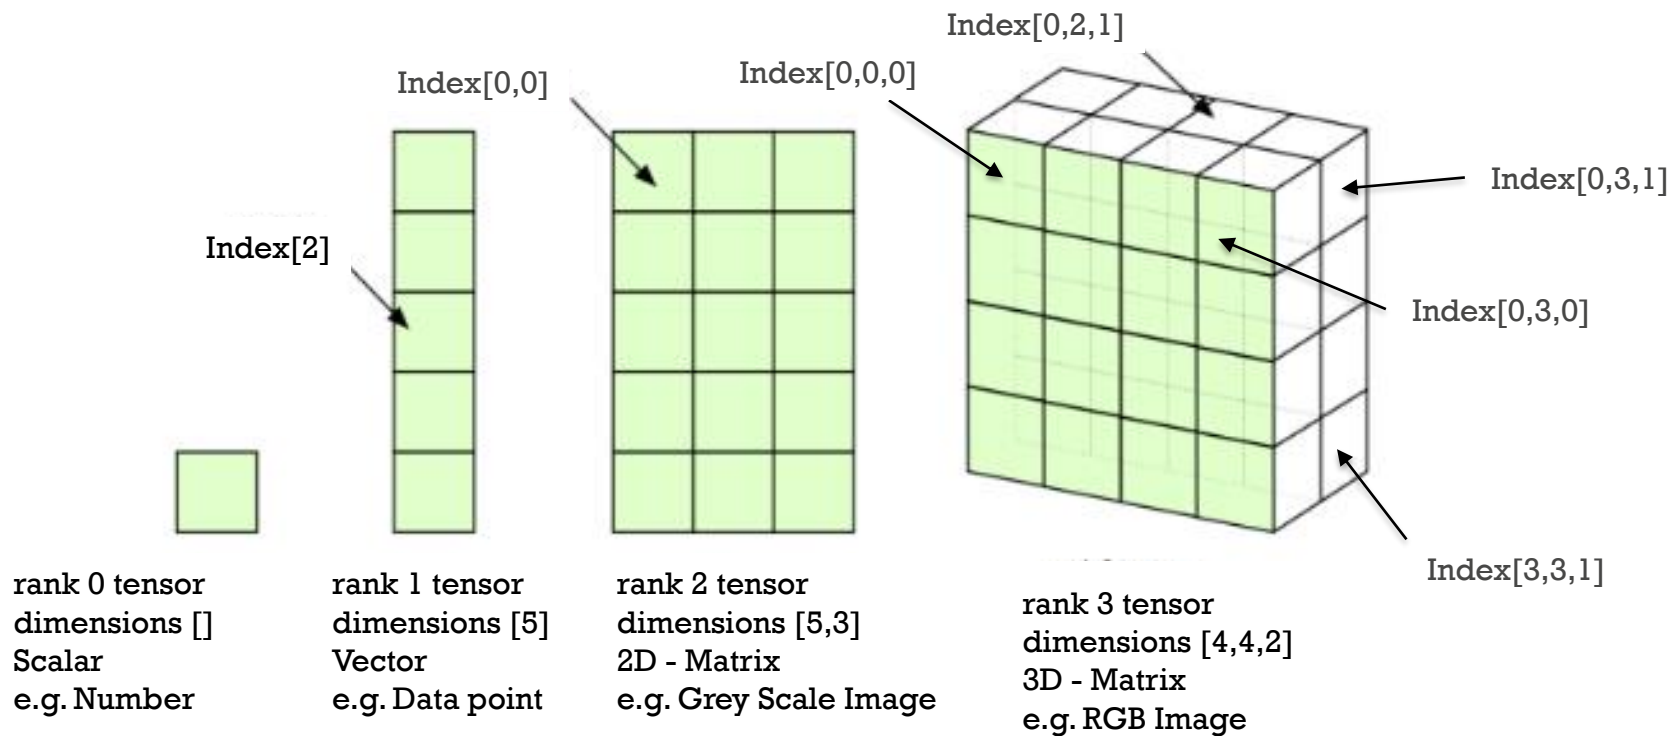 Index[0,2,1]
Index[0,0]
Index[0,0,0]
Index[0,3,1]
Index[2]
Index[0,3,0]
Index[3,3,1]
rank 0 tensor
dimensions []
Scalar
e.g. Number
rank 1 tensor
dimensions [5]
Vector
e.g. Data point
rank 2 tensor
dimensions [5,3]
2D - Matrix
e.g. Grey Scale Image
rank 3 tensor
dimensions [4,4,2]
3D - Matrix
e.g. RGB Image